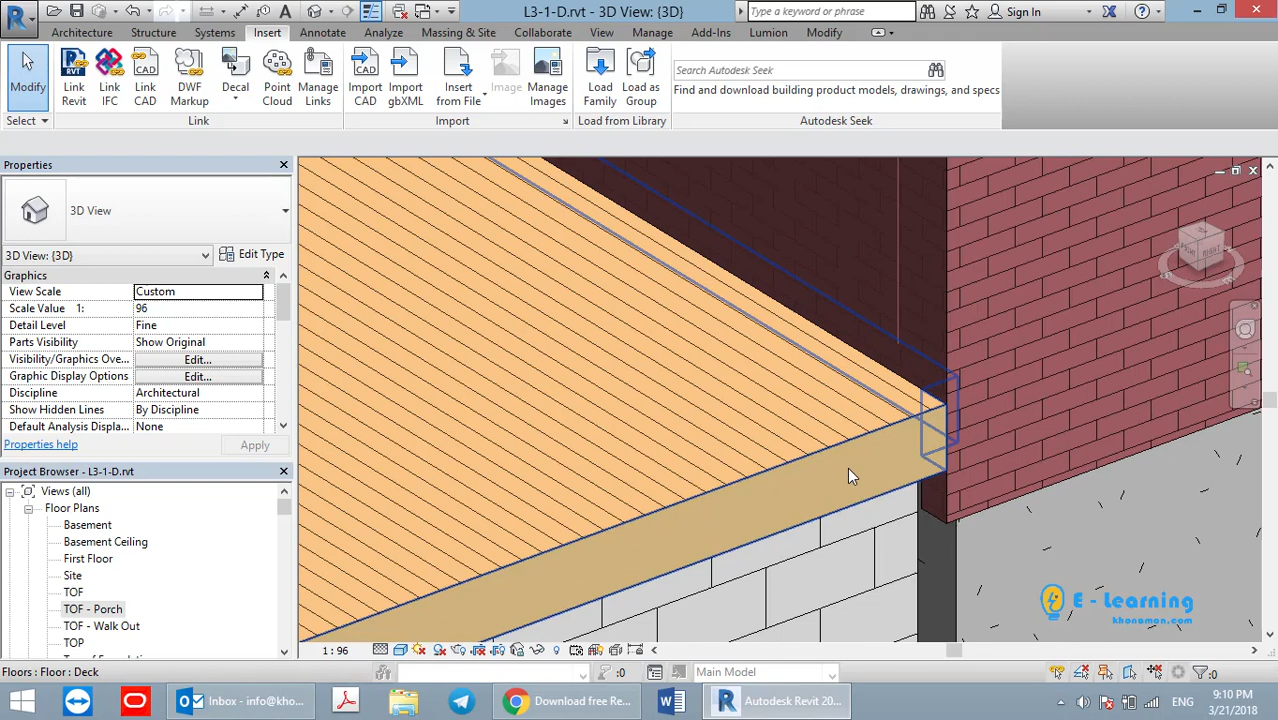 L3-1-D.rvt - 3D View: {3D}
Type a keyword or phrase
Sign In
Architecture Structure Systems Insert Annotate Analyze Massing & Site Collaborate View Manage Add-Ins Lumion Modify
Modify
Link Revit
Link IFC
Link CAD
DWF Markup
Decal
Point Cloud
Manage Links
Import CAD
Import gbXML
Insert from File
Image
Manage Images
Load Family
Load as Group
Search Autodesk Seek
Find and download building product models, drawings, and specs
Select
Link
Import
Load from Library
Autodesk Seek
Properties
3D View
3D View: {3D}
Edit Type
Graphics
View Scale Custom
Scale Value 1: 96
Detail Level Fine
Parts Visibility Show Original
Visibility/Graphics Ove... Edit...
Graphic Display Options Edit...
Discipline Architectural
Show Hidden Lines By Discipline
Default Analysis Displa... None
Properties help
Apply
Project Browser - L3-1-D.rvt
Views (all)
Floor Plans
Basement
Basement Ceiling
First Floor
Site
TOF
TOF - Porch
TOF - Walk Out
TOP
RIGHT
E - Learning
khonamon.com
1 : 96
Floors : Floor : Deck
:0
Main Model
:0
Inbox - info@kho...
Download free Re...
Autodesk Revit 20...
ENG
9:10 PM
3/21/2018